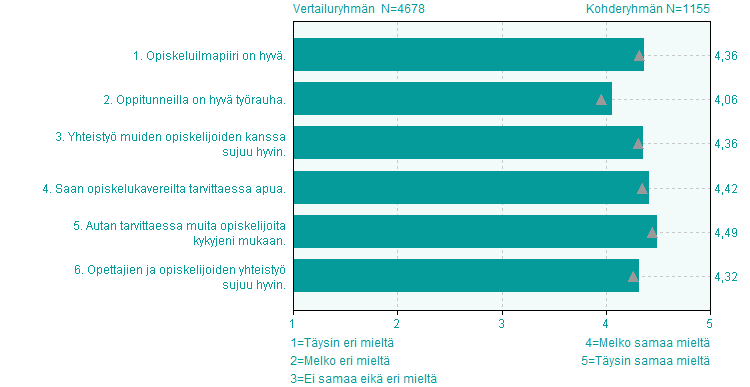 Vertailuryhmän N=4678
Kohderyhmän N=1155
1. Opiskeluilmapiiri on hyvä.
4,36
2. Oppitunneilla on hyvä työrauha.
4,06
3. Yhteistyö muiden opiskelijoiden kanssa
sujuu hyvin.
4,36
4. Saan opiskelukavereilta tarvittaessa apua.
4,42
5. Autan tarvittaessa muita opiskelijoita
kykyjeni mukaan.
4,49
6. Opettajien ja opiskelijoiden yhteistyö
sujuu hyvin.
4,32
1 2 3 4 5
1=Täysin eri mieltä
2=Melko eri mieltä
3=Ei samaa eikä eri mieltä
4=Melko samaa mieltä
5=Täysin samaa mieltä